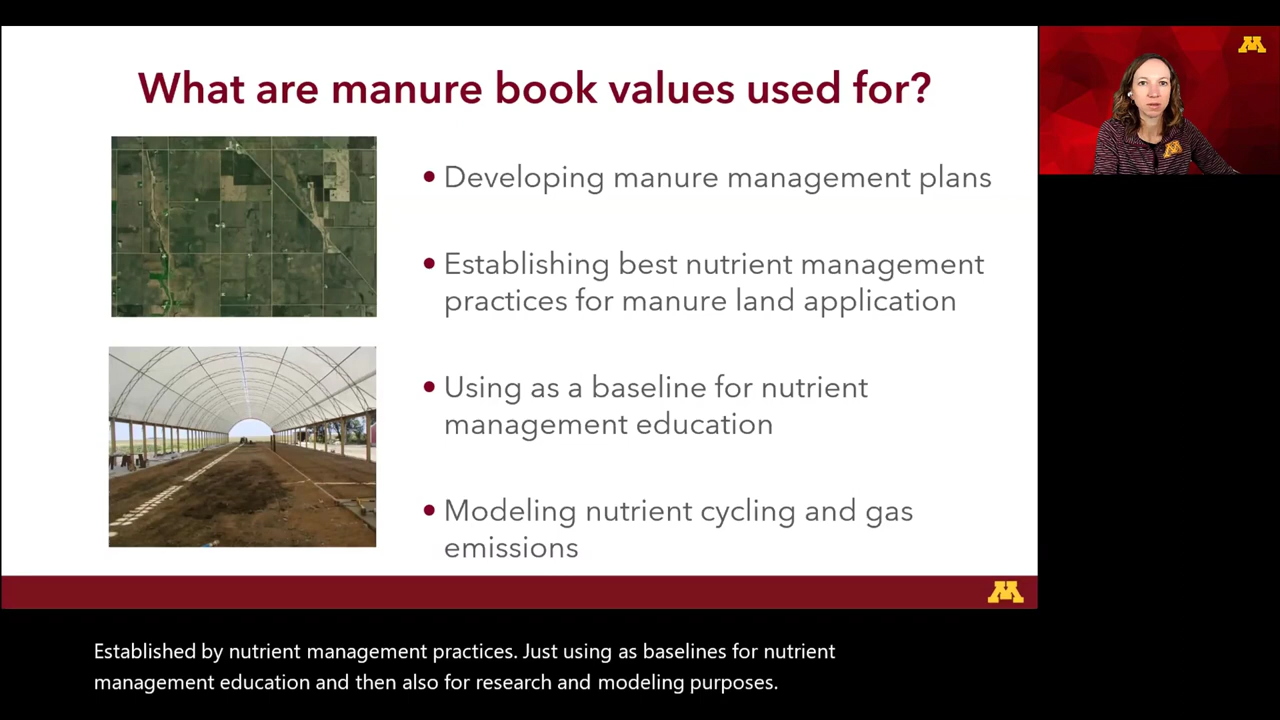 What are manure book values used for?
• Developing manure management plans
• Establishing best nutrient management
practices for manure land application
• Using as a baseline for nutrient
management education
• Modeling nutrient cycling and gas
emissions
Established by nutrient management practices. Just using as baselines for nutrient
management education and then also for research and modeling purposes.